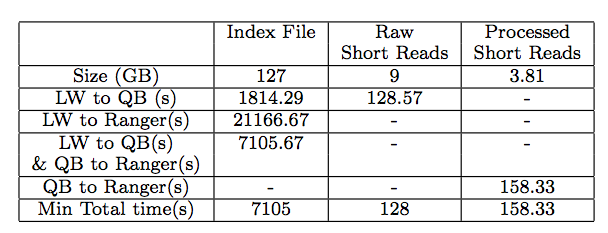 Index File Raw Processed
Short Reads Short Reads
Size (GB) 127 9 3.81
LW to QB (s) 1814.29 128.57 -
LW to Ranger(s) 21166.67 - -
LW to QB(s) 7105.67 - -
& QB to Ranger(s)
QB to Ranger(s) - - 158.33
Min Total time(s) 7105 128 158.33